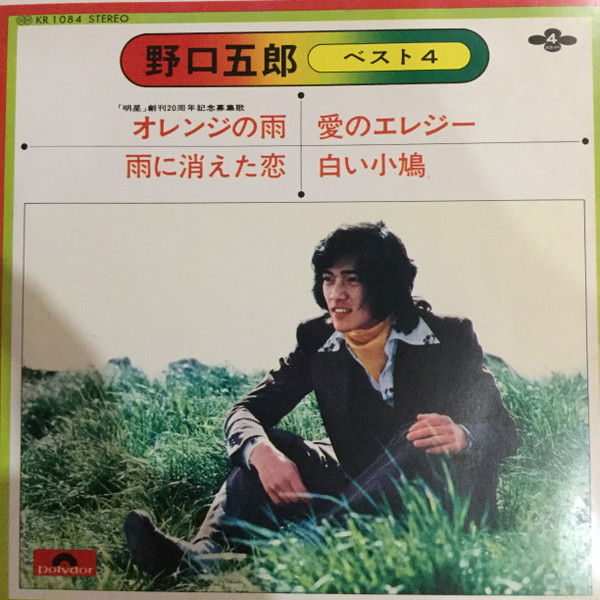 KR 1084 STEREO
野口五郎
ベスト4
4
「明星」創刊20周年記念募集歌
オレンジの雨
愛のエレジー
雨に消えた恋
白い小鳩
Polydor